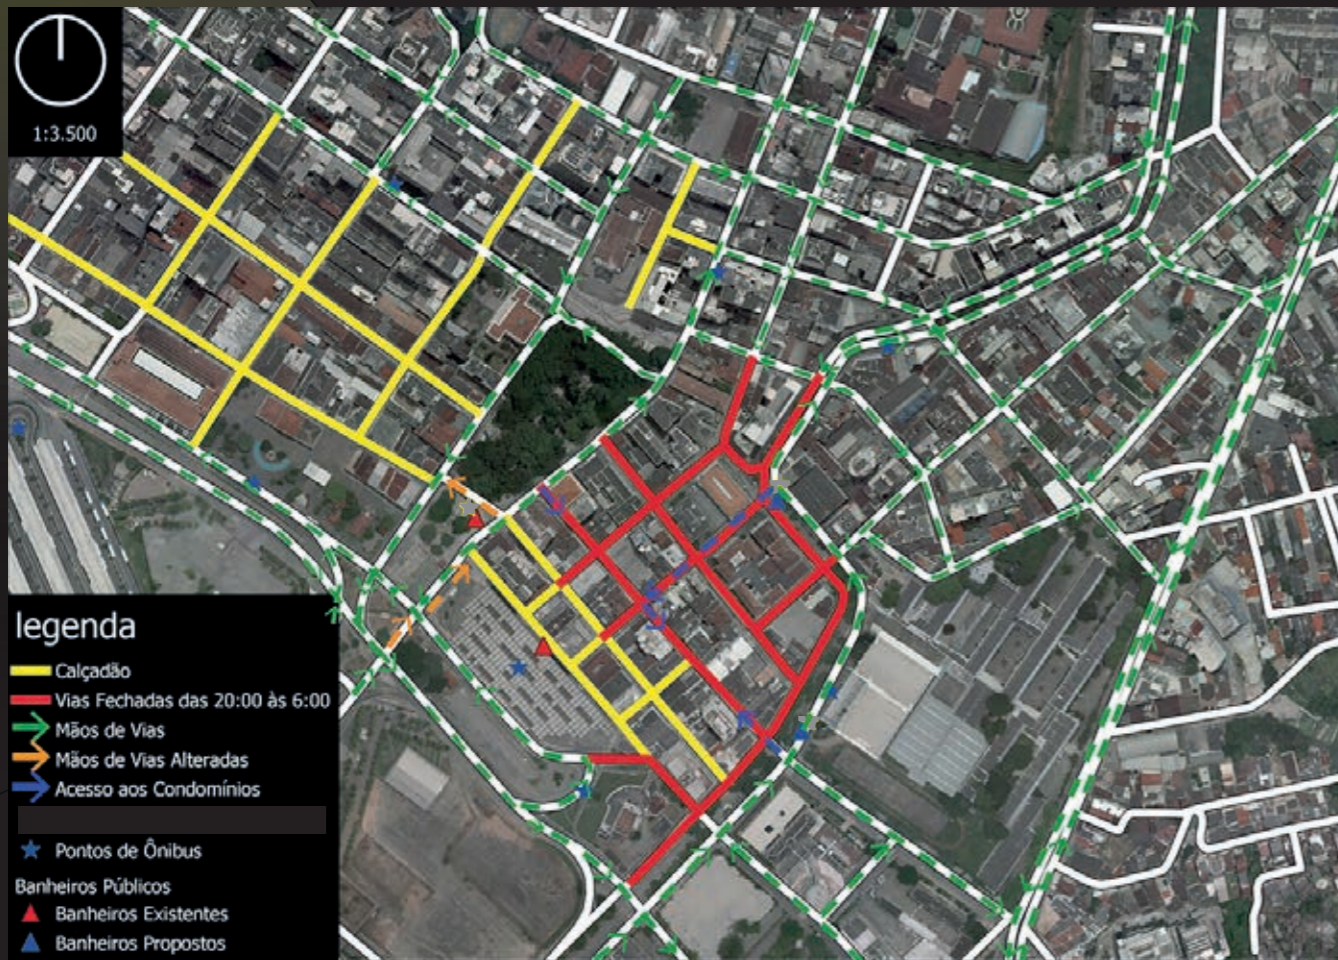 1:3.500
legenda
Calçadão
Vias Fechadas das 20:00 às 6:00
Mãos de Vias
Mãos de Vias Alteradas
Acesso aos Condomínios
Pontos de Ônibus
Banheiros Públicos
Banheiros Existentes
Banheiros Propostos